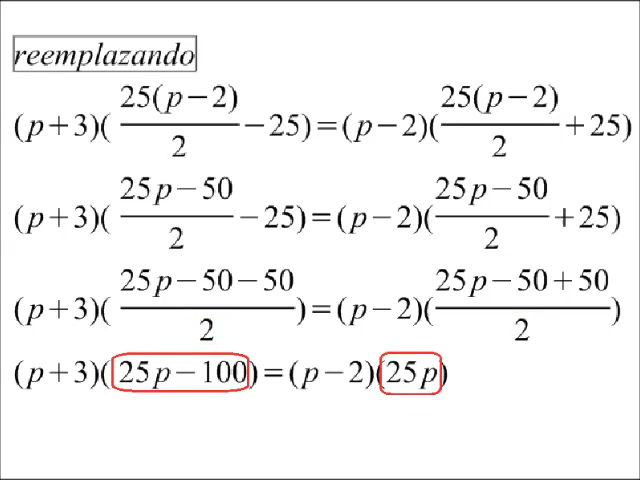 reemplazando
(p+3)( 25(p−2)/2 −25)=(p−2)( 25(p−2)/2 +25)
(p+3)( 25p−50/2 −25)=(p−2)( 25p−50/2 +25)
(p+3)( 25p−50−50/2 )=(p−2)( 25p−50+50/2 )
(p+3)( 25p−100)=(p−2)(25p)